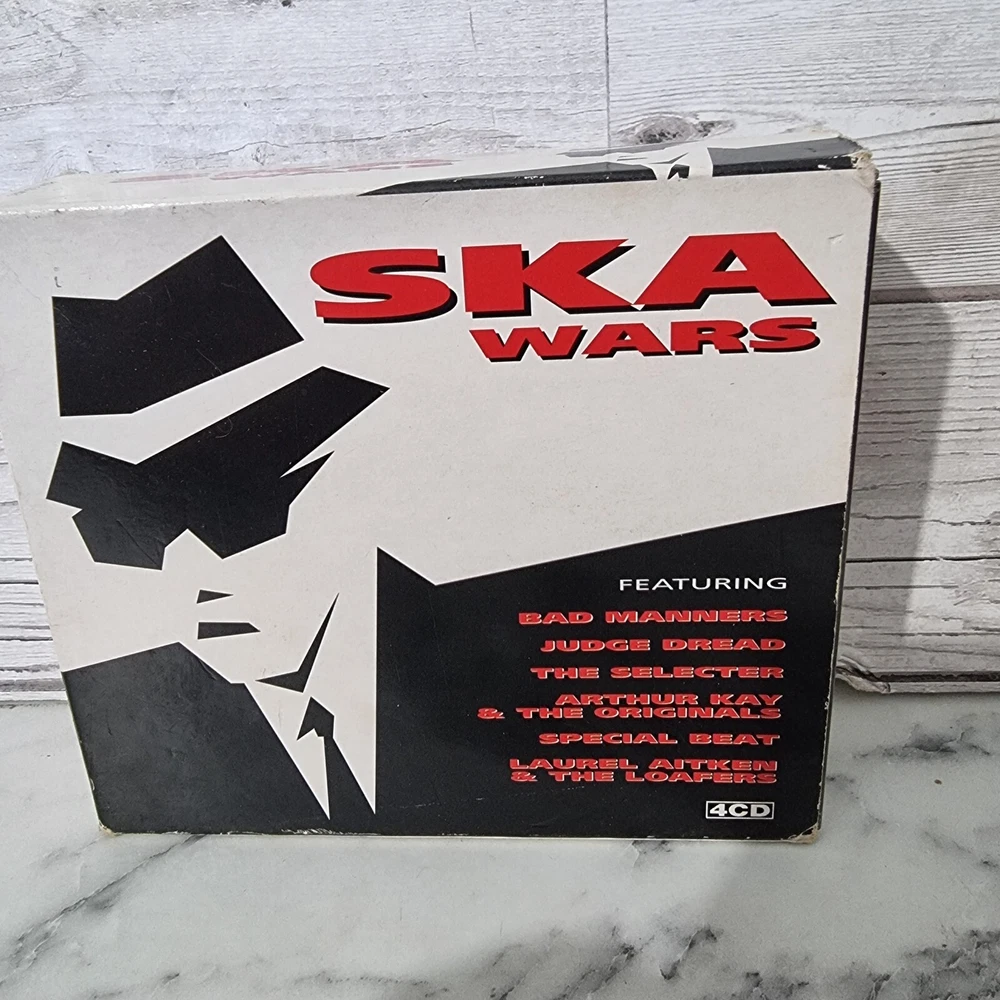 SKA
WARS
FEATURING
BAD MANNERS
JUDGE DREAD
THE SELECTER
ARTHUR KAY
& THE ORIGINALS
SPECIAL BEAT
LAUREL AITKEN
& THE LOAFERS
4CD